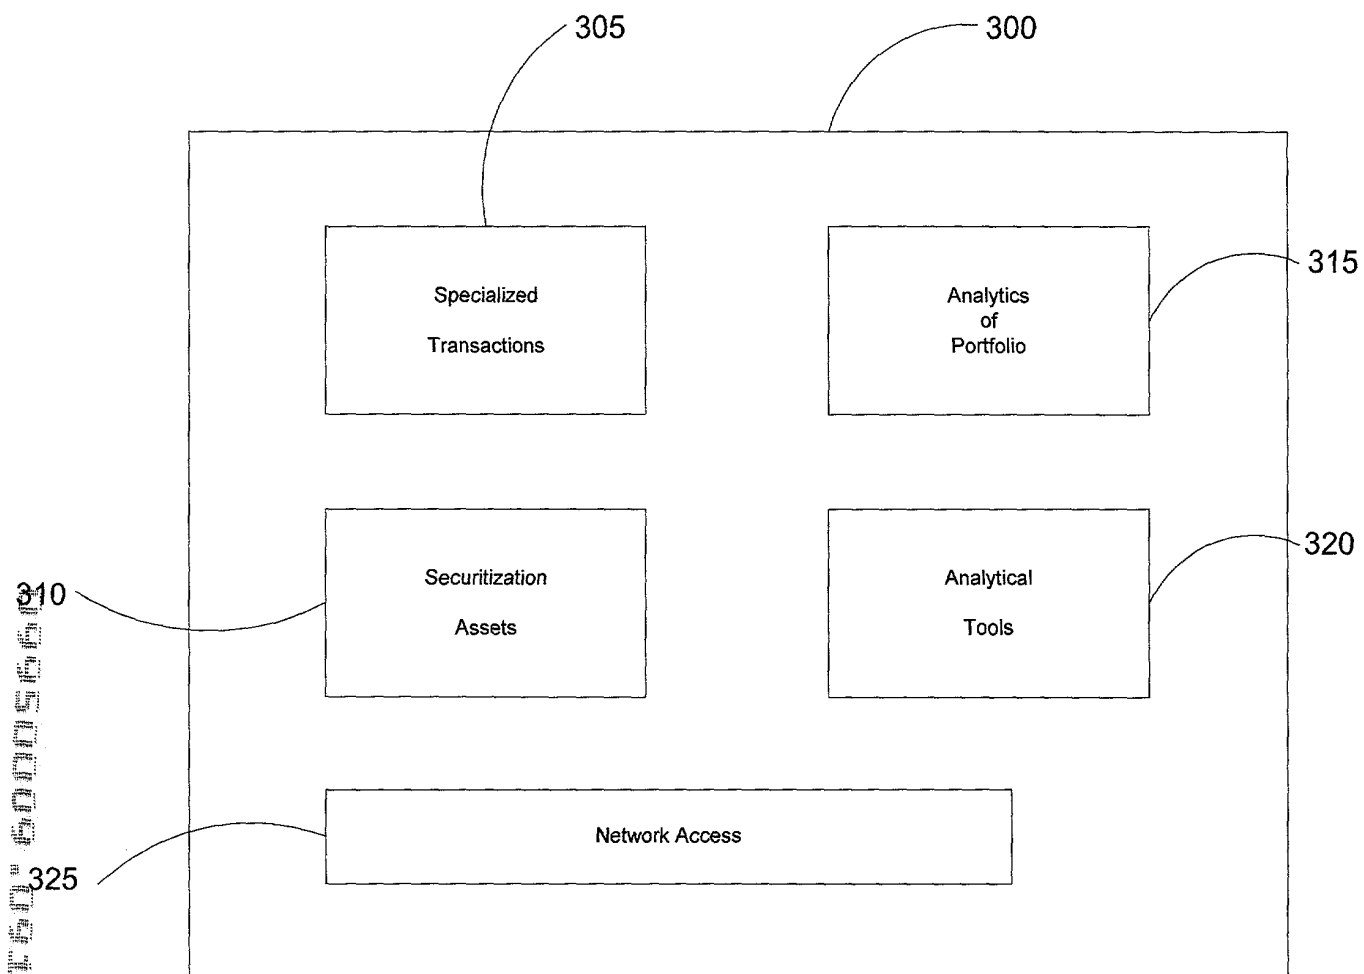 305
300
Specialized
Transactions
Analytics
of
Portfolio
315
310
Securitization
Assets
Analytical
Tools
320
Network Access
325